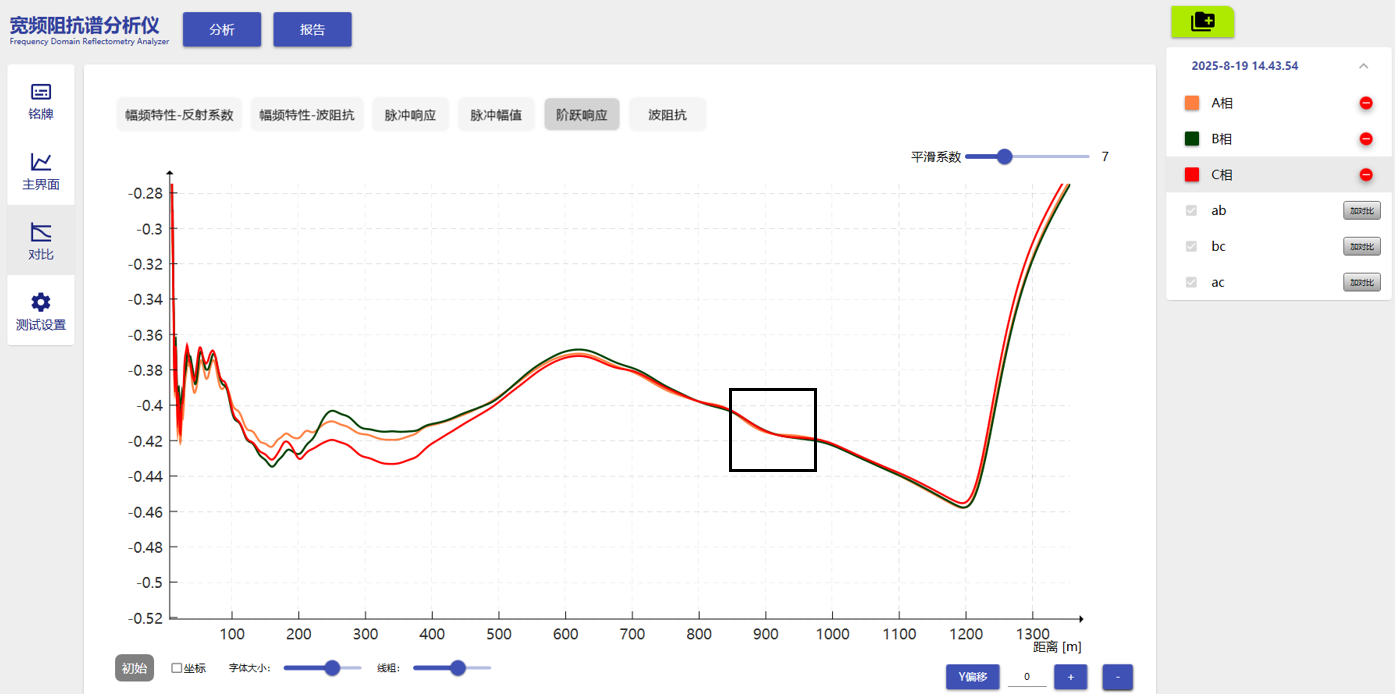 宽频阻抗谱分析仪
Frequency Domain Reflectometry Analyzer
分析
报告
铭牌
主界面
对比
测试设置
幅频特性-反射系数
幅频特性-波阻抗
脉冲响应
脉冲幅值
阶跃响应
波阻抗
平滑系数
7
-0.28
-0.3
-0.32
-0.34
-0.36
-0.38
-0.4
-0.42
-0.44
-0.46
-0.48
-0.5
-0.52
100 200 300 400 500 600 700 800 900 1000 1100 1200 1300
距离 [m]
初始
坐标
字体大小:
线粗:
Y偏移
0
+
-
2025-8-19 14.43.54
A相
B相
C相
ab 加对比
bc 加对比
ac 加对比